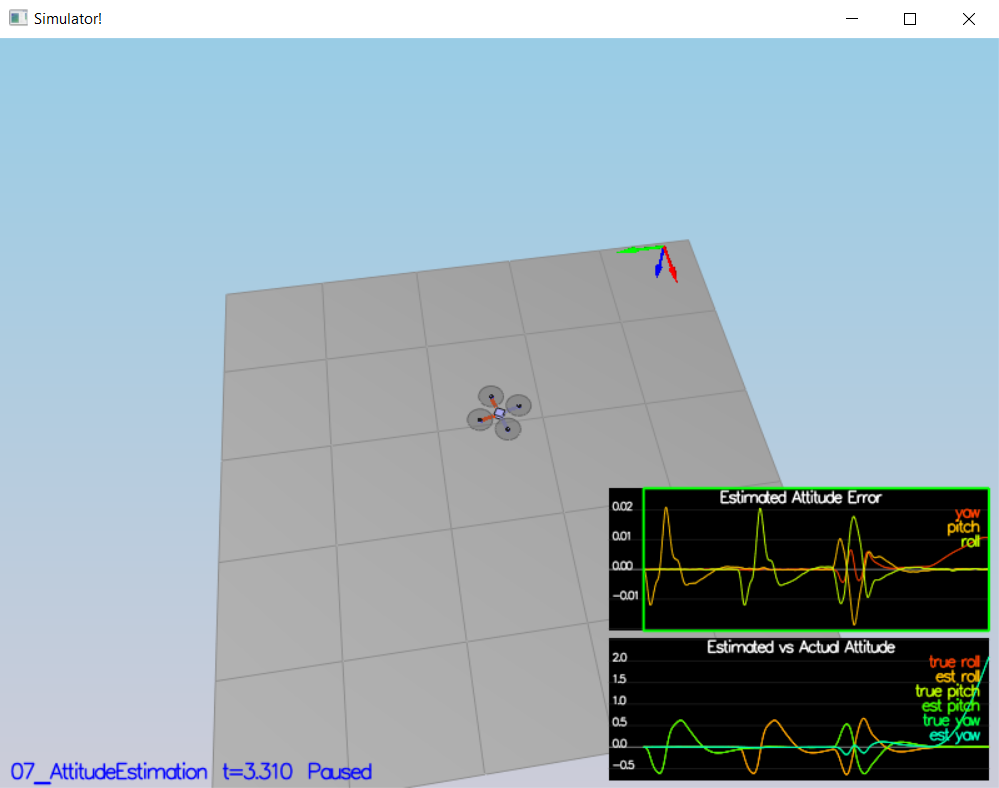 Simulator!
Estimated Attitude Error
0.02
0.01
0.00
-0.01
yaw
pitch
roll
Estimated vs Actual Attitude
2.0
1.5
1.0
0.5
0.0
-0.5
true roll
est roll
true pitch
est pitch
true yaw
est yaw
07_AttitudeEstimation t=3.310 Paused